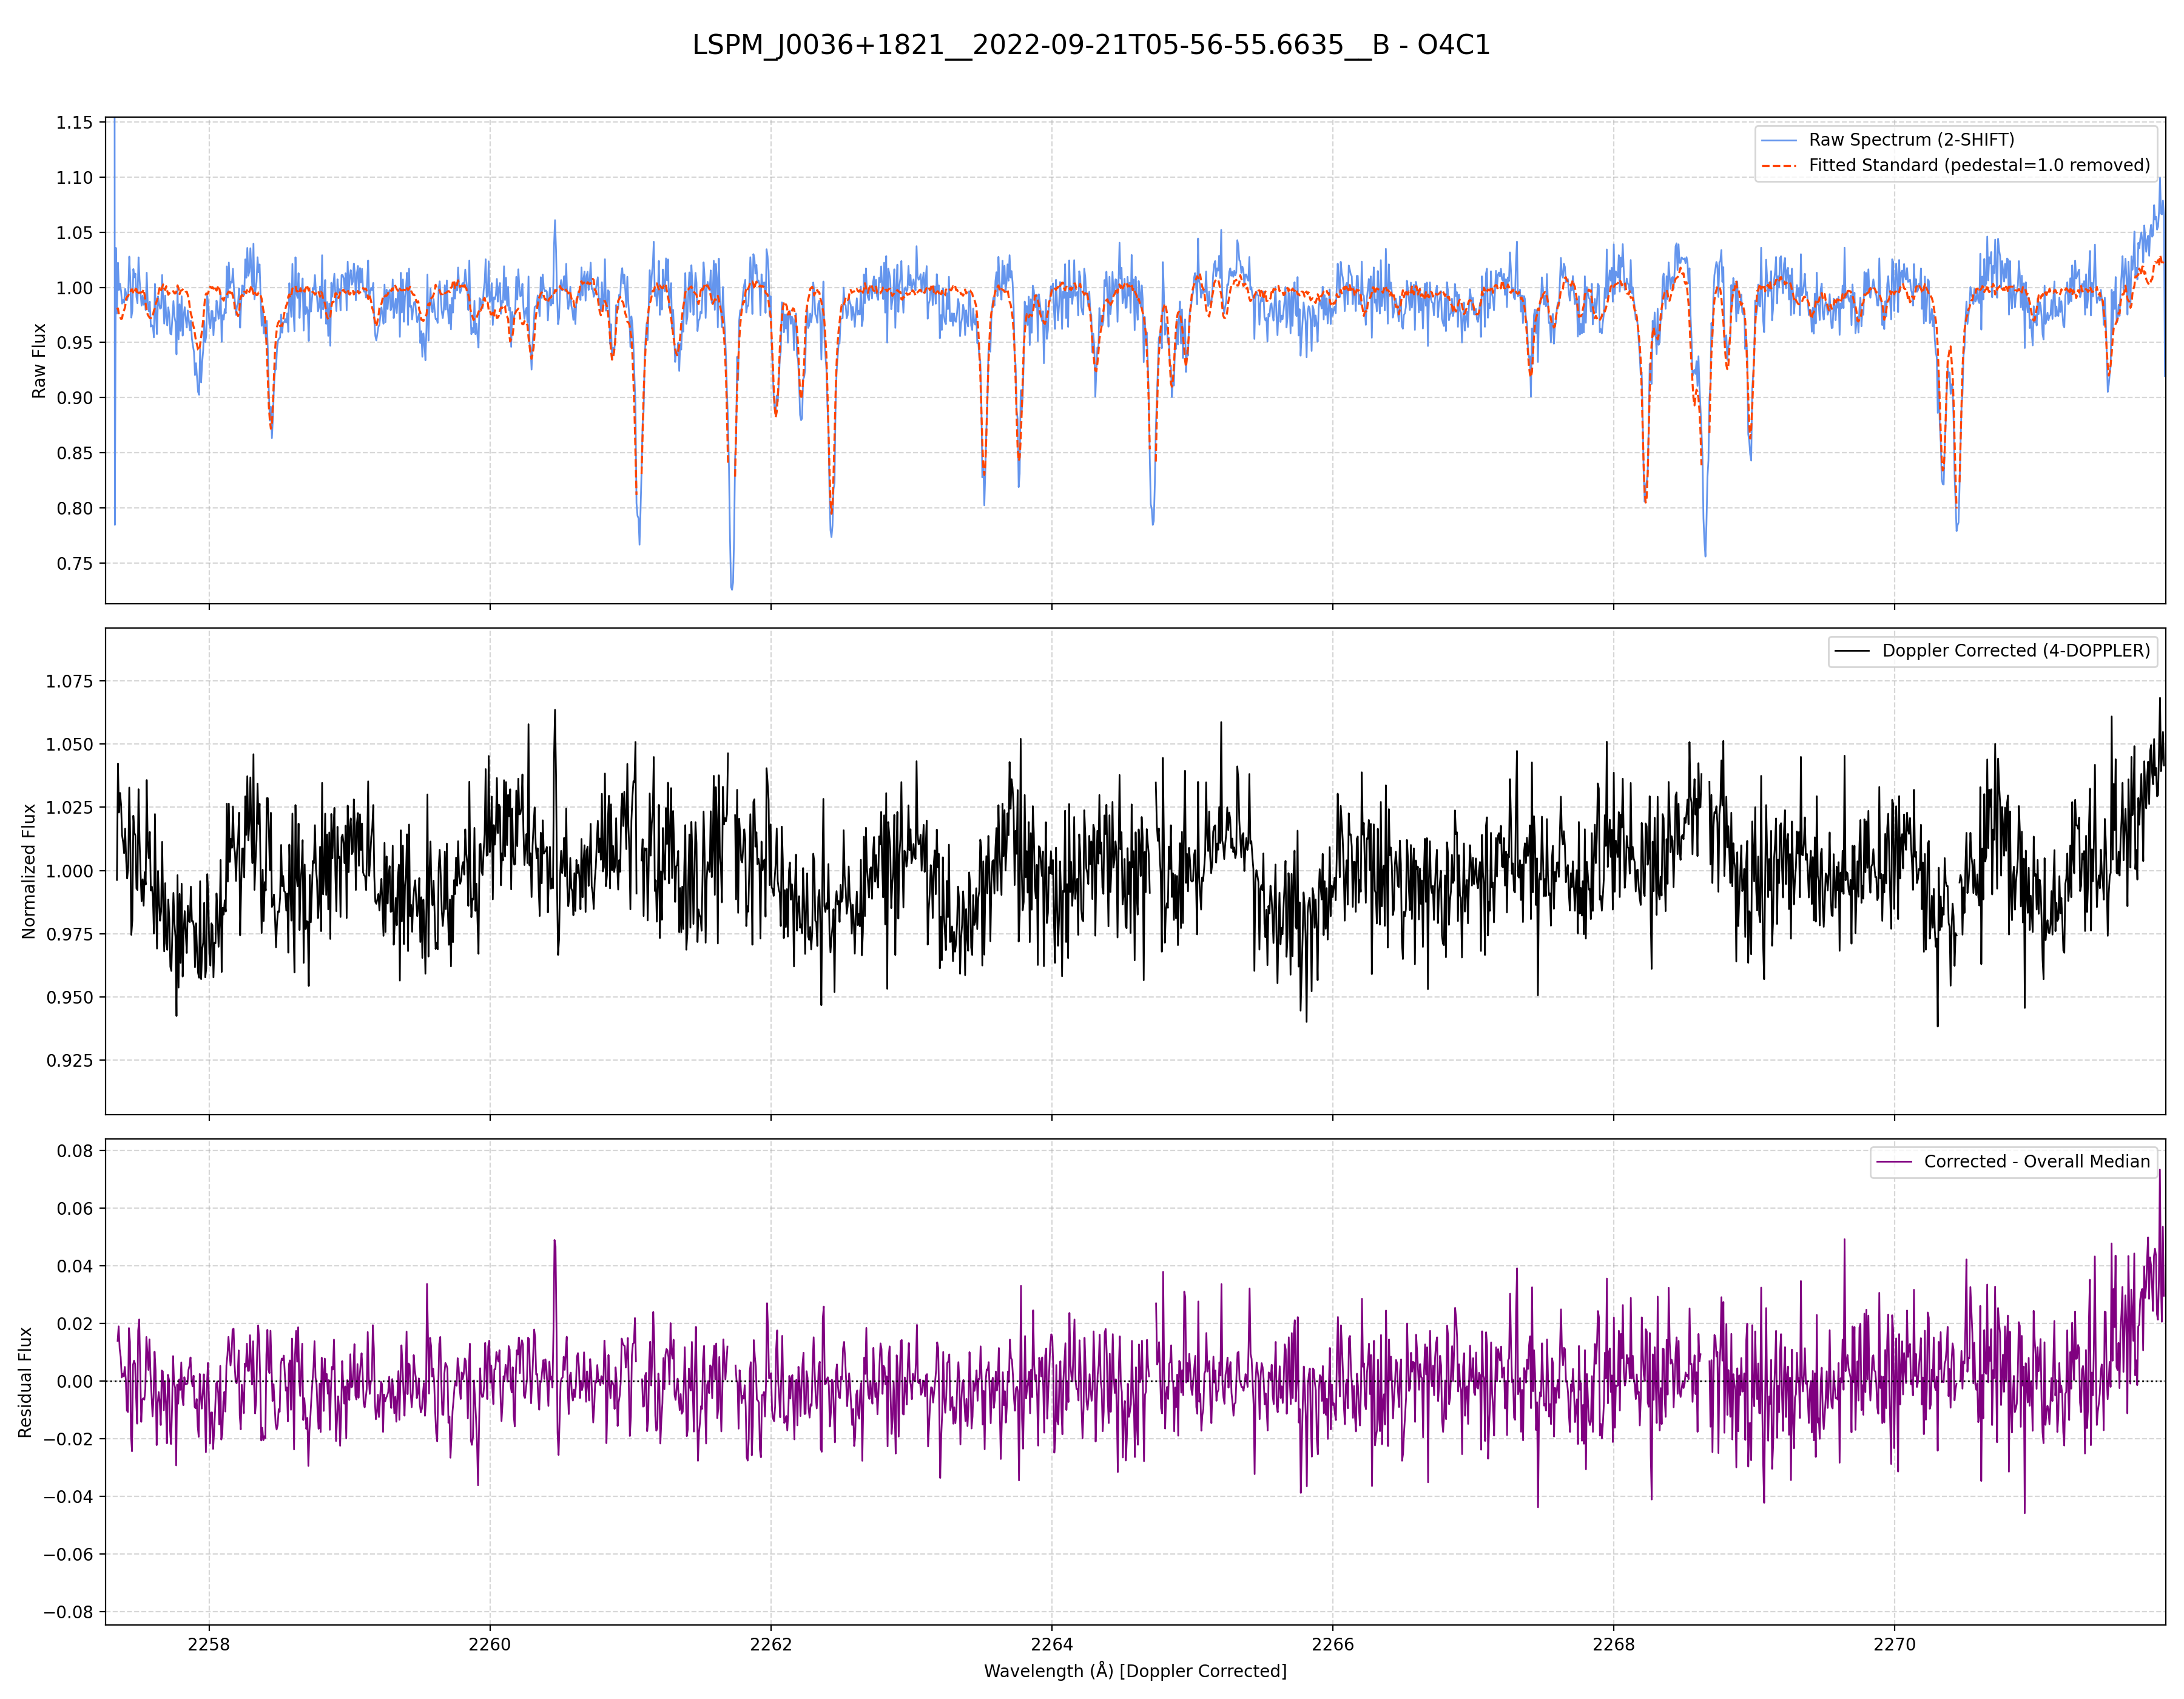 LSPM_J0036+1821__2022-09-21T05-56-55.6635__B - O4C1
Raw Spectrum (2-SHIFT)
Fitted Standard (pedestal=1.0 removed)
Raw Flux
1.15
1.10
1.05
1.00
0.95
0.90
0.85
0.80
0.75
Doppler Corrected (4-DOPPLER)
Normalized Flux
1.075
1.050
1.025
1.000
0.975
0.950
0.925
Corrected - Overall Median
Residual Flux
0.08
0.06
0.04
0.02
0.00
−0.02
−0.04
−0.06
−0.08
2258 2260 2262 2264 2266 2268 2270
Wavelength (Å) [Doppler Corrected]